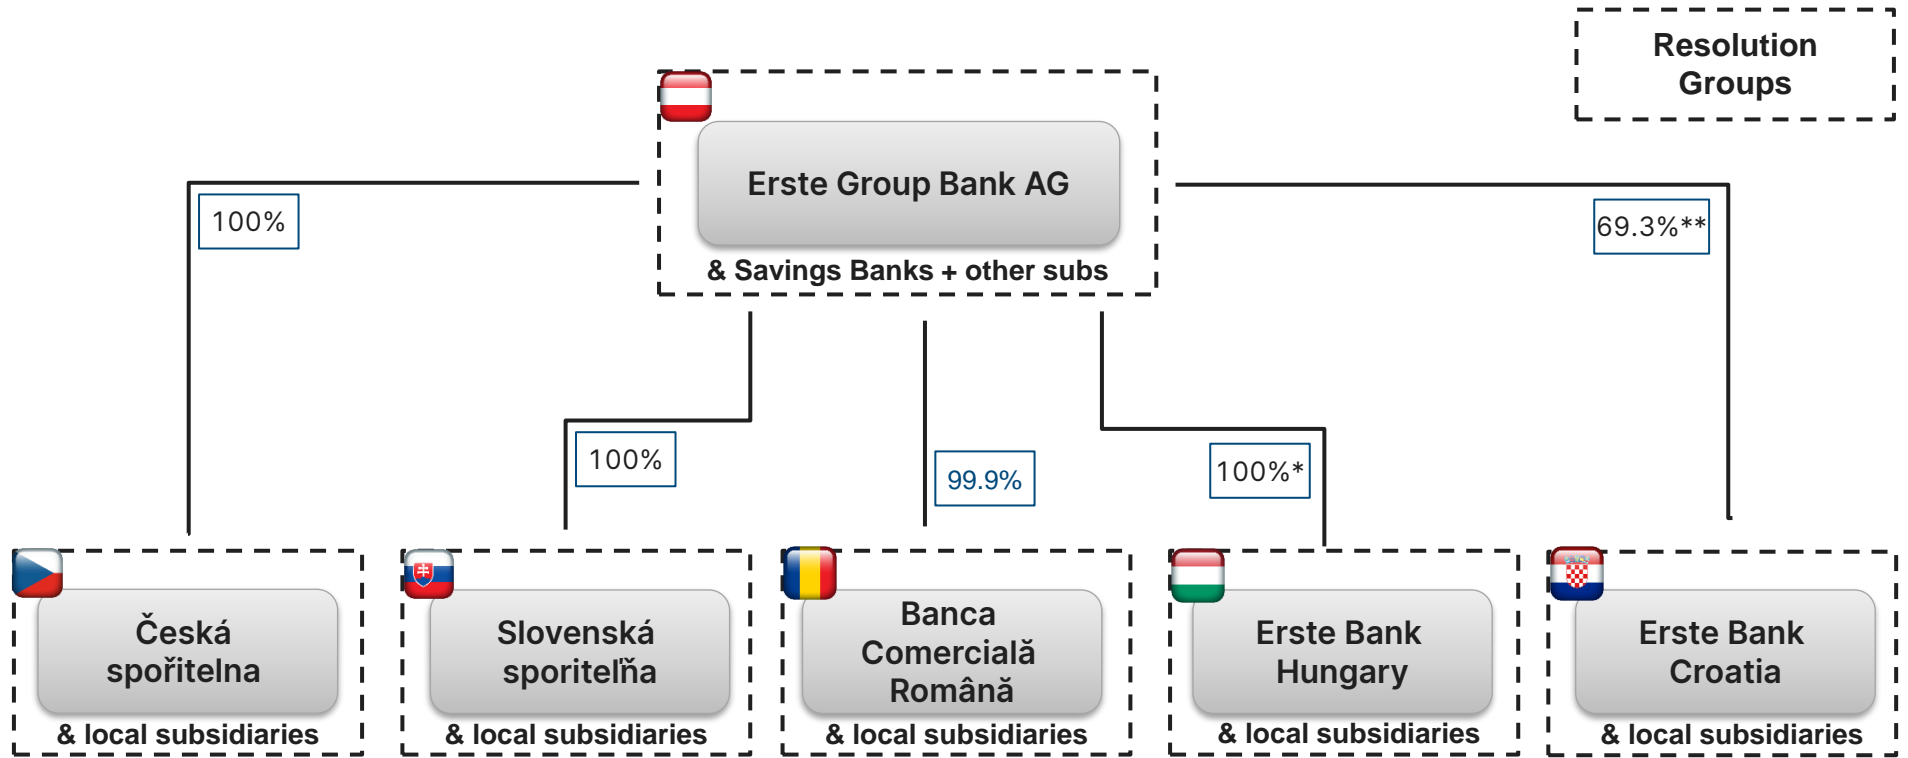 Resolution
Groups
Erste Group Bank AG
& Savings Banks + other subs
100%
69.3%**
100%
99.9%
100%*
Česká
spořitelna
& local subsidiaries
Slovenská
sporiteľňa
& local subsidiaries
Banca
Comercială
Română
& local subsidiaries
Erste Bank
Hungary
& local subsidiaries
Erste Bank
Croatia
& local subsidiaries